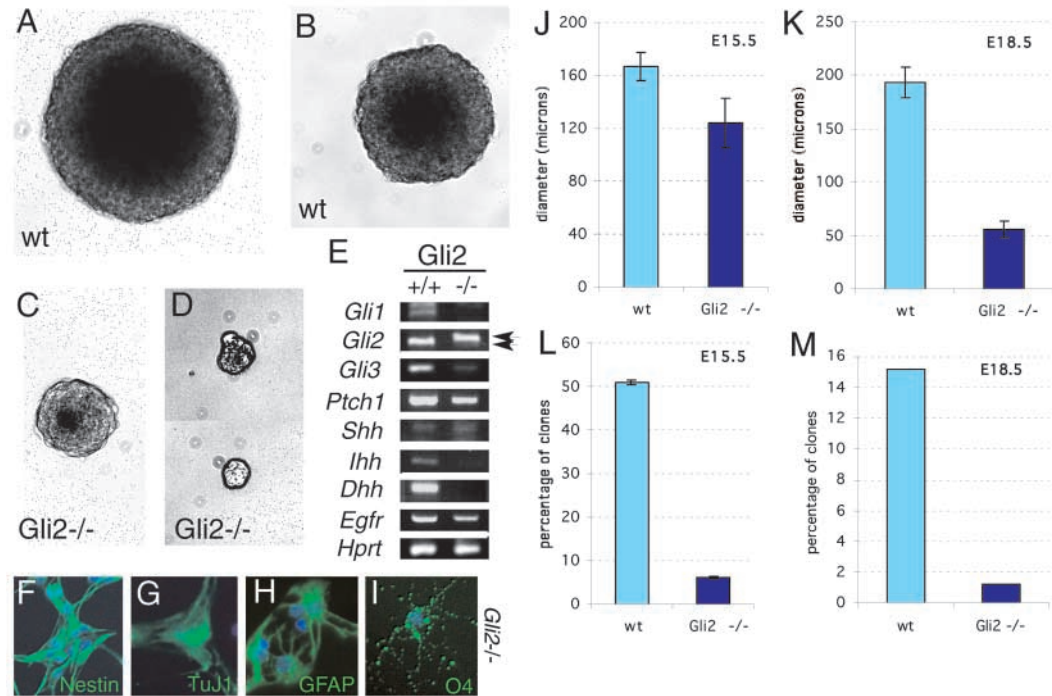 A
wt
B
wt
C
Gli2-/-
D
Gli2-/-
E
Gli2
+/+ -/-
Gli1
Gli2
Gli3
Ptch1
Shh
Ihh
Dhh
Egfr
Hprt
F
Nestin
G
TuJ1
H
GFAP
I
O4
Gli2-/-
J
E15.5
diameter (microns)
200
160
120
80
40
0
wt
Gli2 -/-
K
E18.5
diameter (microns)
250
200
150
100
50
0
wt
Gli2 -/-
L
E15.5
percentage of clones
60
50
40
30
20
10
0
wt
Gli2 -/-
M
E18.5
percentage of clones
16
14
12
10
8
6
4
2
0
wt
Gli2 -/-